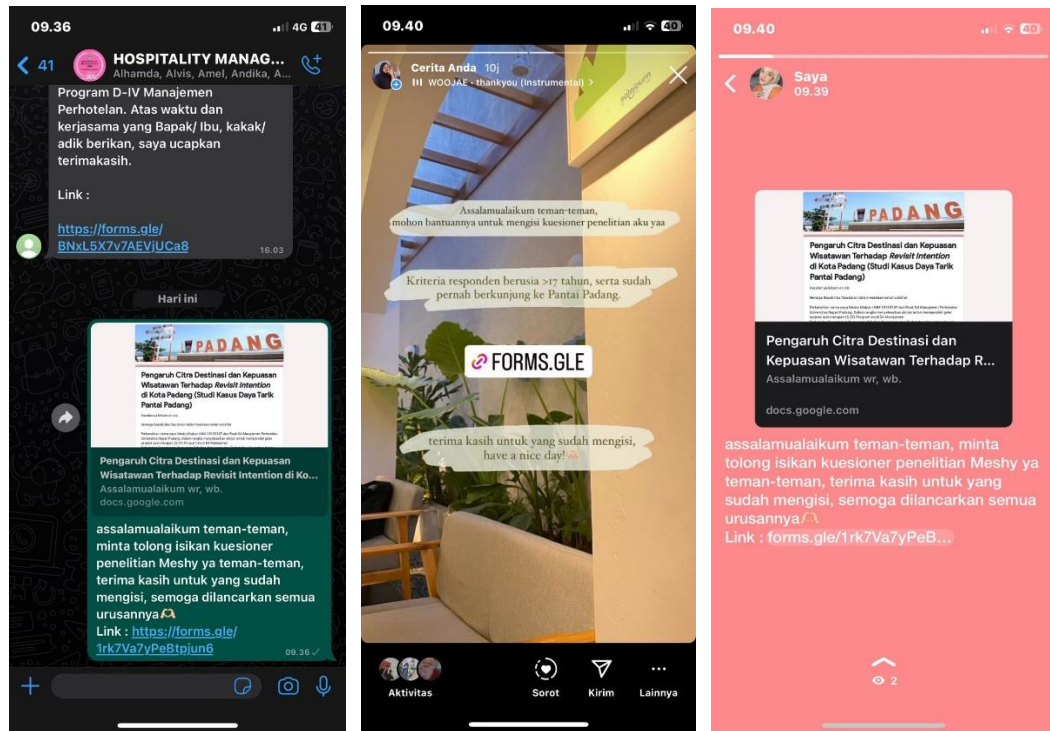 09.36
4G 41
41
HOSPITALITY MANAG...
Alhamda, Alvis, Amel, Andika, A...
Program D-IV Manajemen
Perhotelan. Atas waktu dan
kerjasama yang Bapak/ Ibu, kakak/
adik berikan, saya ucapkan
terimakasih.
Link :
https://forms.gle/
BNxL5X7v7AEVjUCa8
16.03
Hari ini
PADANG
Pengaruh Citra Destinasi dan Kepuasan
Wisatawan Terhadap Revisit Intention
di Kota Padang (Studi Kasus Daya Tarik
Pantai Padang)
Pengaruh Citra Destinasi dan Kepuasan
Wisatawan Terhadap Revisit Intention di Ko...
Assalamualaikum wr, wb.
docs.google.com
assalamualaikum teman-teman,
minta tolong isikan kuesioner
penelitian Meshy ya teman-teman,
terima kasih untuk yang sudah
mengisi, semoga dilancarkan semua
urusannya
Link : https://forms.gle/
1rk7Va7yPeBtpjun6
09.36
09.40
40
Cerita Anda 10j
WOOJAE - thankyou (Instrumental) >
Assalamualaikum teman-teman,
mohon bantuannya untuk mengisi kuesioner penelitian aku yaa
Kriteria responden berusia >17 tahun, serta sudah
pernah berkunjung ke Pantai Padang.
FORMS.GLE
terima kasih untuk yang sudah mengisi,
have a nice day!
Aktivitas
Sorot
Kirim
Lainnya
09.40
40
Saya
09.39
PADANG
Pengaruh Citra Destinasi dan Kepuasan
Wisatawan Terhadap Revisit Intention
di Kota Padang (Studi Kasus Daya Tarik
Pantai Padang)
Pengaruh Citra Destinasi dan
Kepuasan Wisatawan Terhadap R...
Assalamualaikum wr, wb.
docs.google.com
assalamualaikum teman-teman, minta
tolong isikan kuesioner penelitian Meshy ya
teman-teman, terima kasih untuk yang
sudah mengisi, semoga dilancarkan semua
urusannya
Link : forms.gle/1rk7Va7yPeB...
2